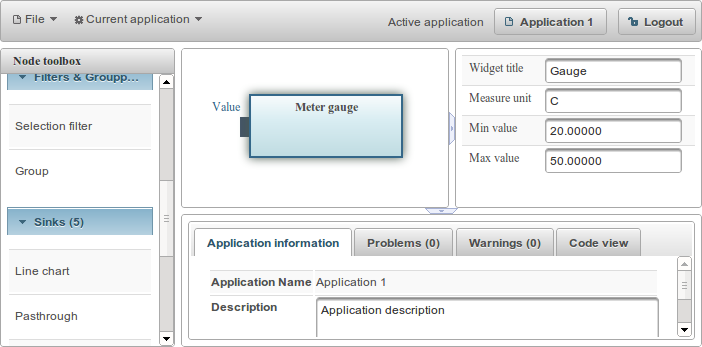 File Current application Active application Application 1 Logout
Node toolbox
Filters & Groupp...
Selection filter
Group
Sinks (5)
Line chart
Pasthrough
Value Meter gauge
Widget title Gauge
Measure unit C
Min value 20.00000
Max value 50.00000
Application information Problems (0) Warnings (0) Code view
Application Name Application 1
Description Application description